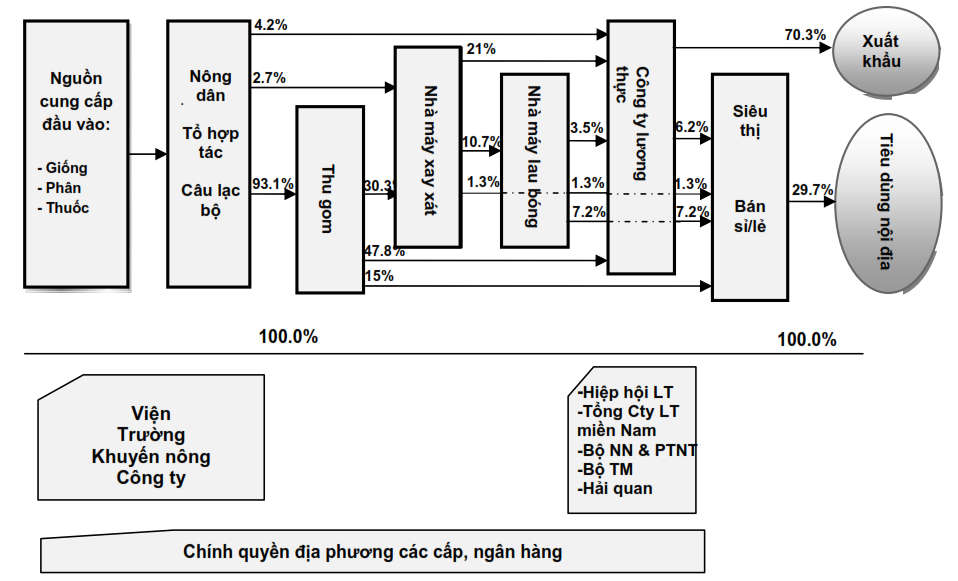 Nguồn
cung cấp
đầu vào:
- Giống
- Phân
- Thuốc
Nông
dân
Tổ hợp
tác
Câu lạc
bộ
4.2%
2.7%
93.1%
Thu gom
30.3%
47.8%
15%
Nhà máy xay xát
21%
10.7%
1.3%
Nhà máy lau bóng
3.5%
1.3%
7.2%
Công ty lương
thực
70.3%
6.2%
1.3%
7.2%
Siêu
thị
Bán
sỉ/lẻ
29.7%
Xuất
khẩu
Tiêu dùng nội địa
100.0%
100.0%
Viện
Trường
Khuyến nông
Công ty
-Hiệp hội LT
-Tổng Cty LT
miền Nam
-Bộ NN & PTNT
-Bộ TM
-Hải quan
Chính quyền địa phương các cấp, ngân hàng